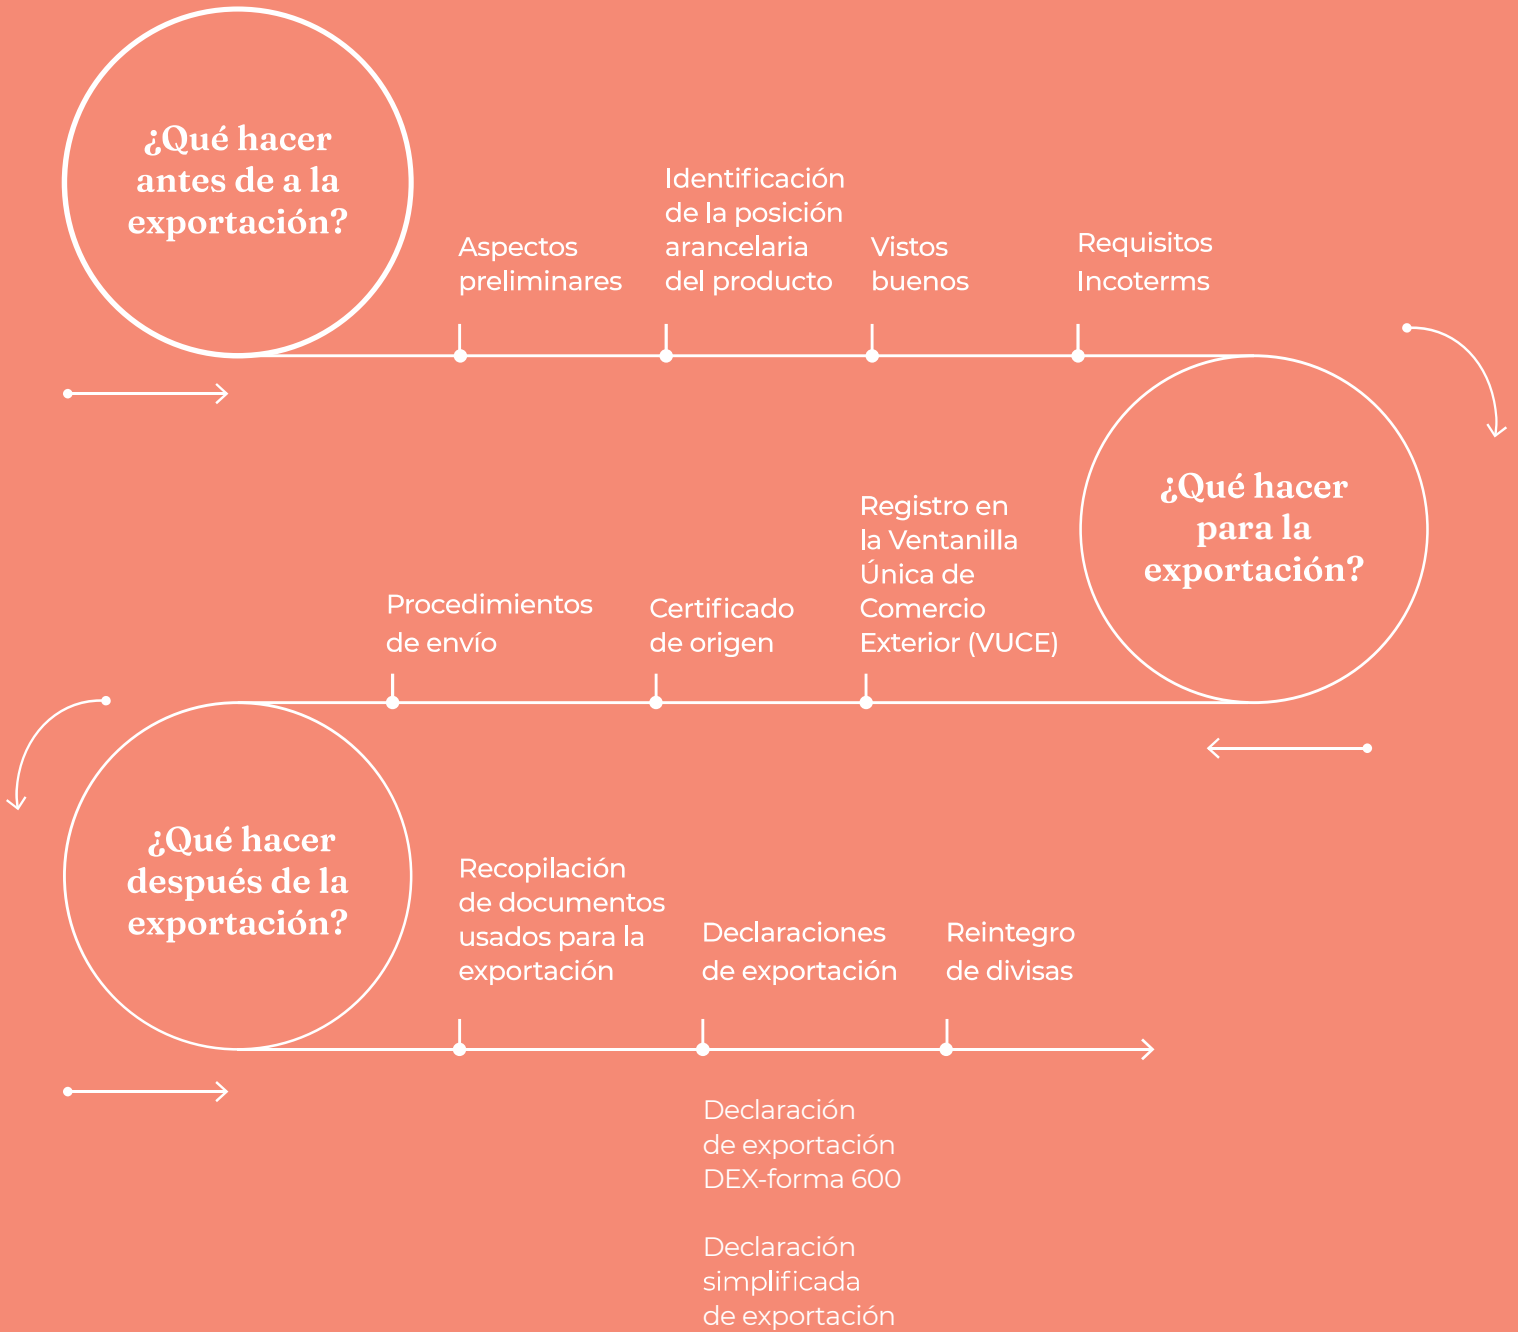 ¿Qué hacer
antes de a la
exportación?
Aspectos
preliminares
Identificación
de la posición
arancelaria
del producto
Vistos
buenos
Requisitos
Incoterms
¿Qué hacer
para la
exportación?
Registro en
la Ventanilla
Única de
Comercio
Exterior (VUCE)
Certificado
de origen
Procedimientos
de envío
¿Qué hacer
después de la
exportación?
Recopilación
de documentos
usados para la
exportación
Declaraciones
de exportación
Declaración
de exportación
DEX-forma 600
Declaración
simplificada
de exportación
Reintegro
de divisas